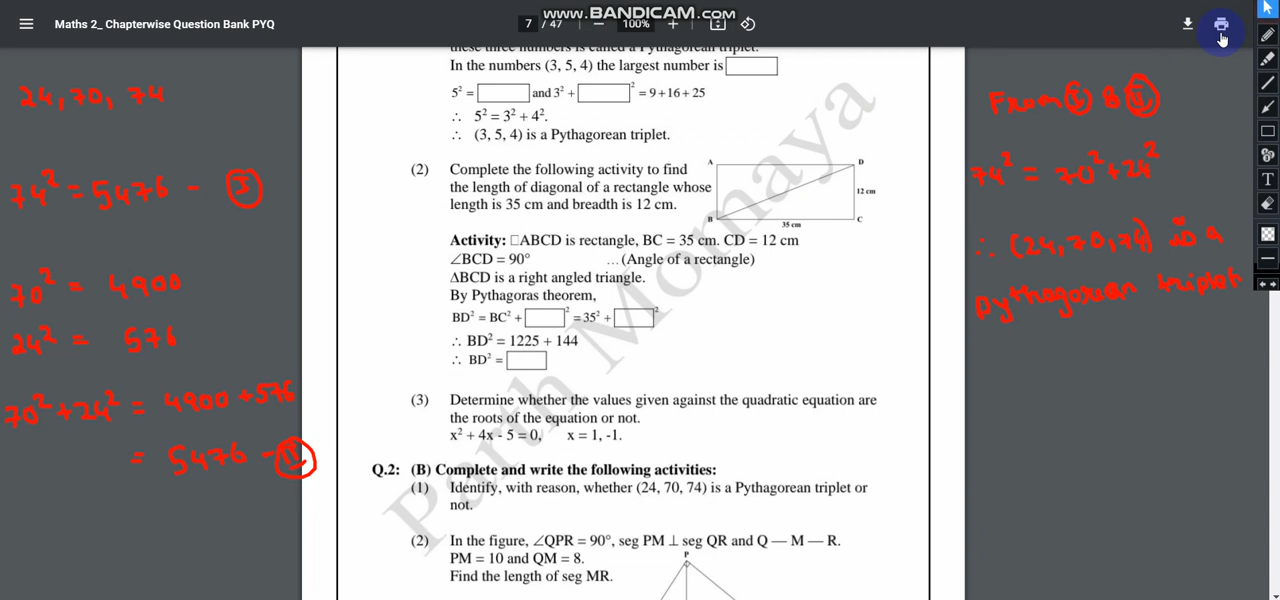 www.BANDICAM.com
Maths 2_ Chapterwise Question Bank PYQ
7 / 47 — 100% +
these three numbers is called a Pythagorean triplet.
In the numbers (3, 5, 4) the largest number is
5² = and 3² + ² = 9+16 + 25
∴ 5² = 3² + 4².
∴ (3, 5, 4) is a Pythagorean triplet.
(2) Complete the following activity to find
the length of diagonal of a rectangle whose
length is 35 cm and breadth is 12 cm.
A D
12 cm
B C
35 cm
Activity: □ABCD is rectangle, BC = 35 cm. CD = 12 cm
∠BCD = 90° …(Angle of a rectangle)
ΔBCD is a right angled triangle.
By Pythagoras theorem,
BD² = BC² + ² = 35² + ²
∴ BD² = 1225 + 144
∴ BD² =
(3) Determine whether the values given against the quadratic equation are
the roots of the equation or not.
x² + 4x - 5 = 0, x = 1, -1.
Q.2: (B) Complete and write the following activities:
(1) Identify, with reason, whether (24, 70, 74) is a Pythagorean triplet or
not.
(2) In the figure, ∠QPR = 90°, seg PM ⊥ seg QR and Q — M — R.
PM = 10 and QM = 8.
Find the length of seg MR.
P
Parth Momaya
24, 70, 74
74² = 5476 - I
70² = 4900
24² = 576
70² + 24² = 4900 + 576
= 5476 - II
From I & II
74² = 70² + 24²
∴ (24, 70, 74) is a
pythagorean triplet
T